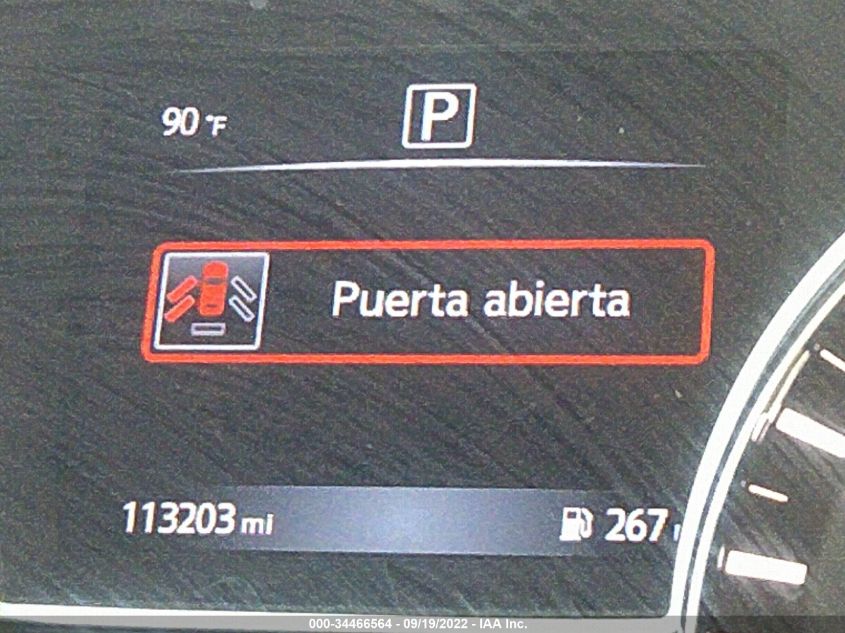 90 °F
P
Puerta abierta
113203 mi
267
000-34466564 - 09/19/2022 - IAA Inc.